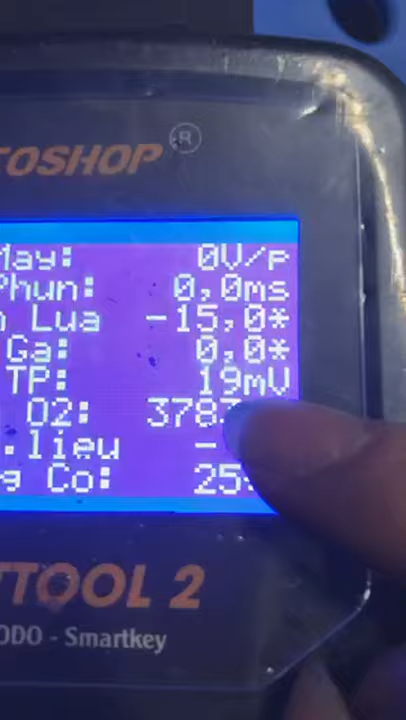 TOSHOP ®
May: 0V/p
Phun: 0,0ms
Lua -15,0*
Ga: 0,0*
TP: 19mV
O2: 378
.lieu -
g Co: 25
TOOL 2
ODO - Smartkey